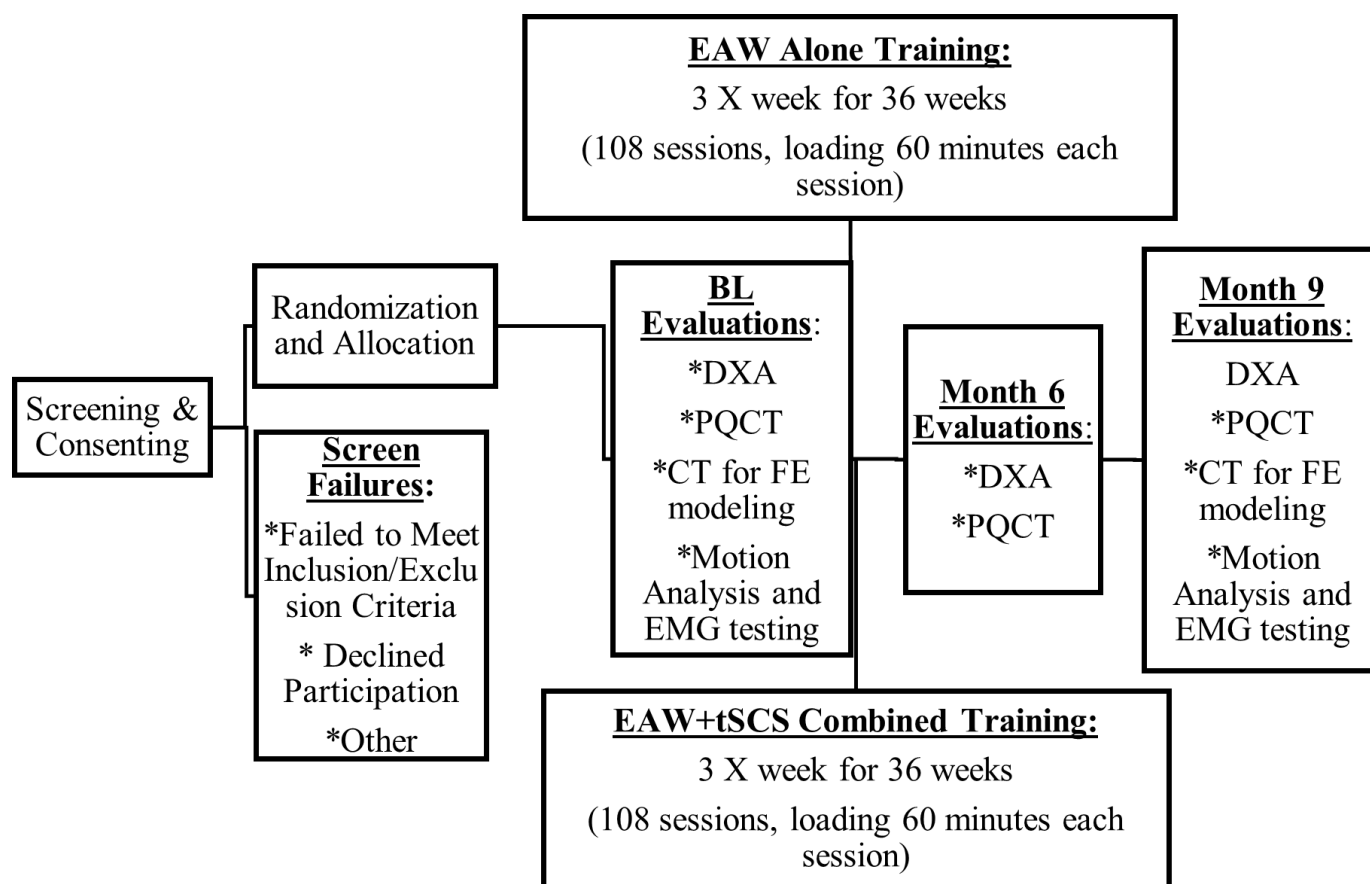 EAW Alone Training:
3 X week for 36 weeks
(108 sessions, loading 60 minutes each
session)
Screening &
Consenting
Randomization
and Allocation
Screen
Failures:
*Failed to Meet
Inclusion/Exclu
sion Criteria
* Declined
Participation
*Other
BL
Evaluations:
*DXA
*PQCT
*CT for FE
modeling
*Motion
Analysis and
EMG testing
Month 6
Evaluations:
*DXA
*PQCT
Month 9
Evaluations:
DXA
*PQCT
*CT for FE
modeling
*Motion
Analysis and
EMG testing
EAW+tSCS Combined Training:
3 X week for 36 weeks
(108 sessions, loading 60 minutes each
session)